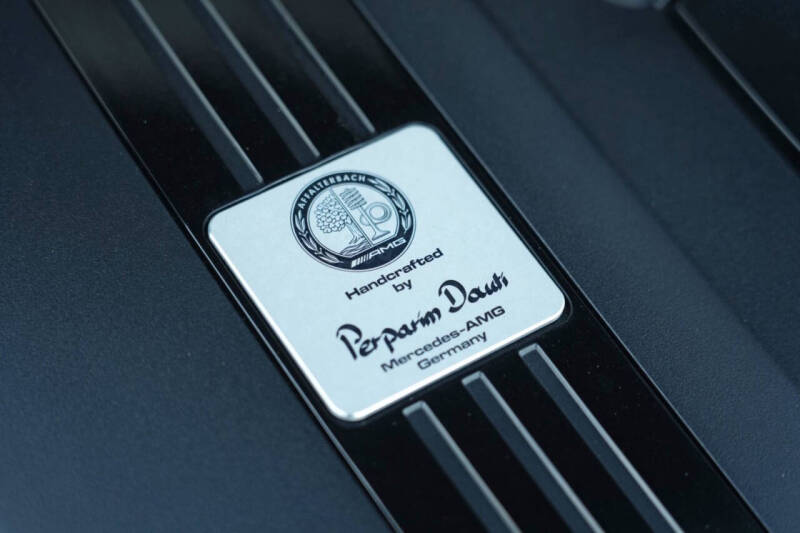 AFFALTERBACH
AMG
Handcrafted
by
Perparim Dauti
Mercedes-AMG
Germany